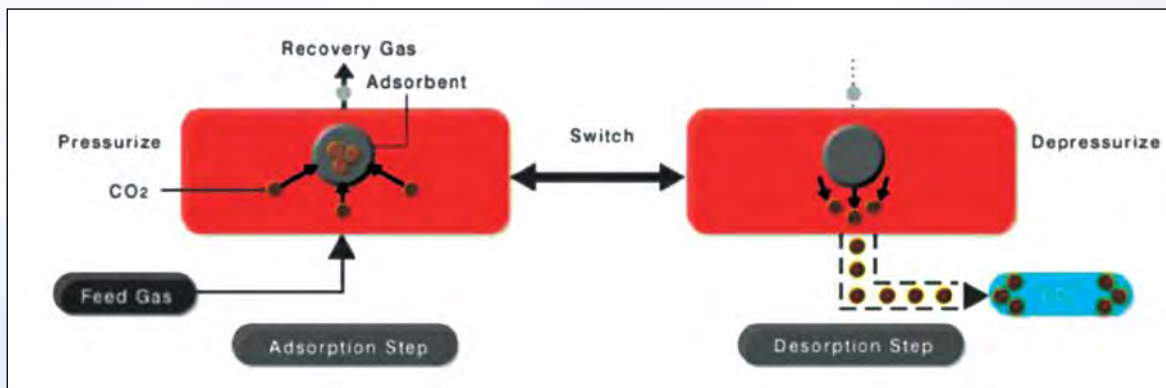 Recovery Gas
Adsorbent
Pressurize
CO2
Switch
Depressurize
Feed Gas
Adsorption Step
Desorption Step